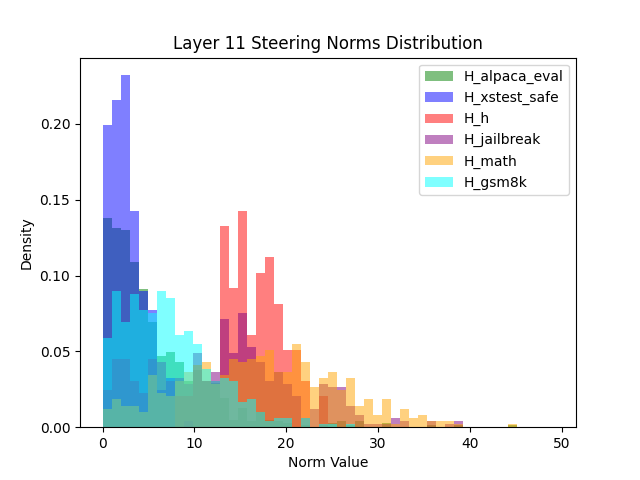 Layer 11 Steering Norms Distribution
H_alpaca_eval
H_xstest_safe
H_h
H_jailbreak
H_math
H_gsm8k
Density
0.20
0.15
0.10
0.05
0.00
0 10 20 30 40 50
Norm Value